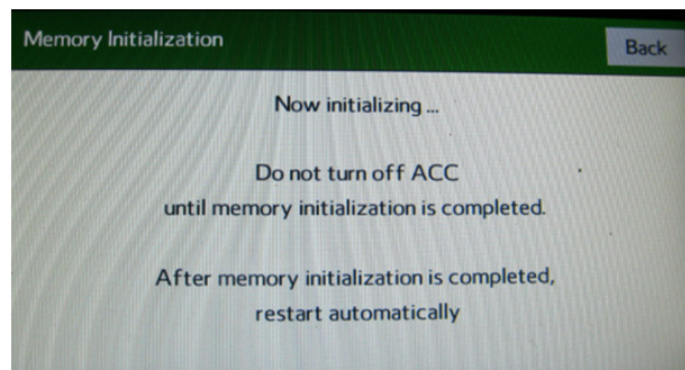 Memory Initialization
Back
Now initializing ...
Do not turn off ACC
until memory initialization is completed.
After memory initialization is completed,
restart automatically